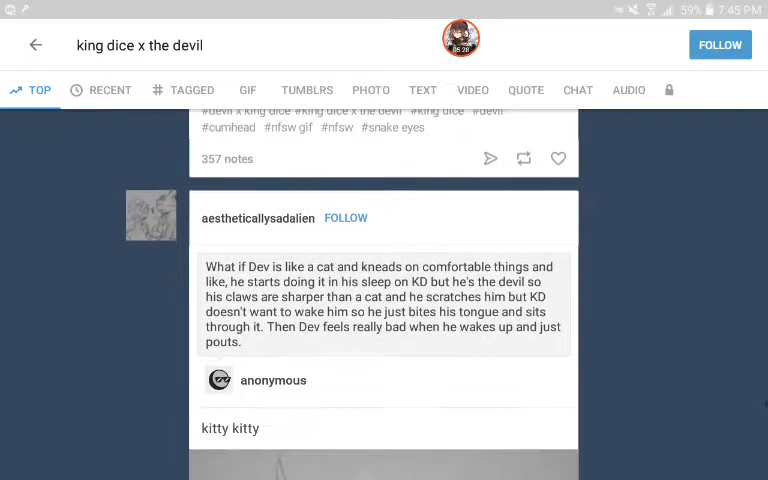 59% 7:45 PM
king dice x the devil
05:28
FOLLOW
TOP RECENT TAGGED GIF TUMBLRS PHOTO TEXT VIDEO QUOTE CHAT AUDIO
#devil x king dice #king dice x the devil #king dice #devil
#cumhead #nfsw gif #nfsw #snake eyes
357 notes
aestheticallysadalien FOLLOW
What if Dev is like a cat and kneads on comfortable things and
like, he starts doing it in his sleep on KD but he's the devil so
his claws are sharper than a cat and he scratches him but KD
doesn't want to wake him so he just bites his tongue and sits
through it. Then Dev feels really bad when he wakes up and just
pouts.
anonymous
kitty kitty